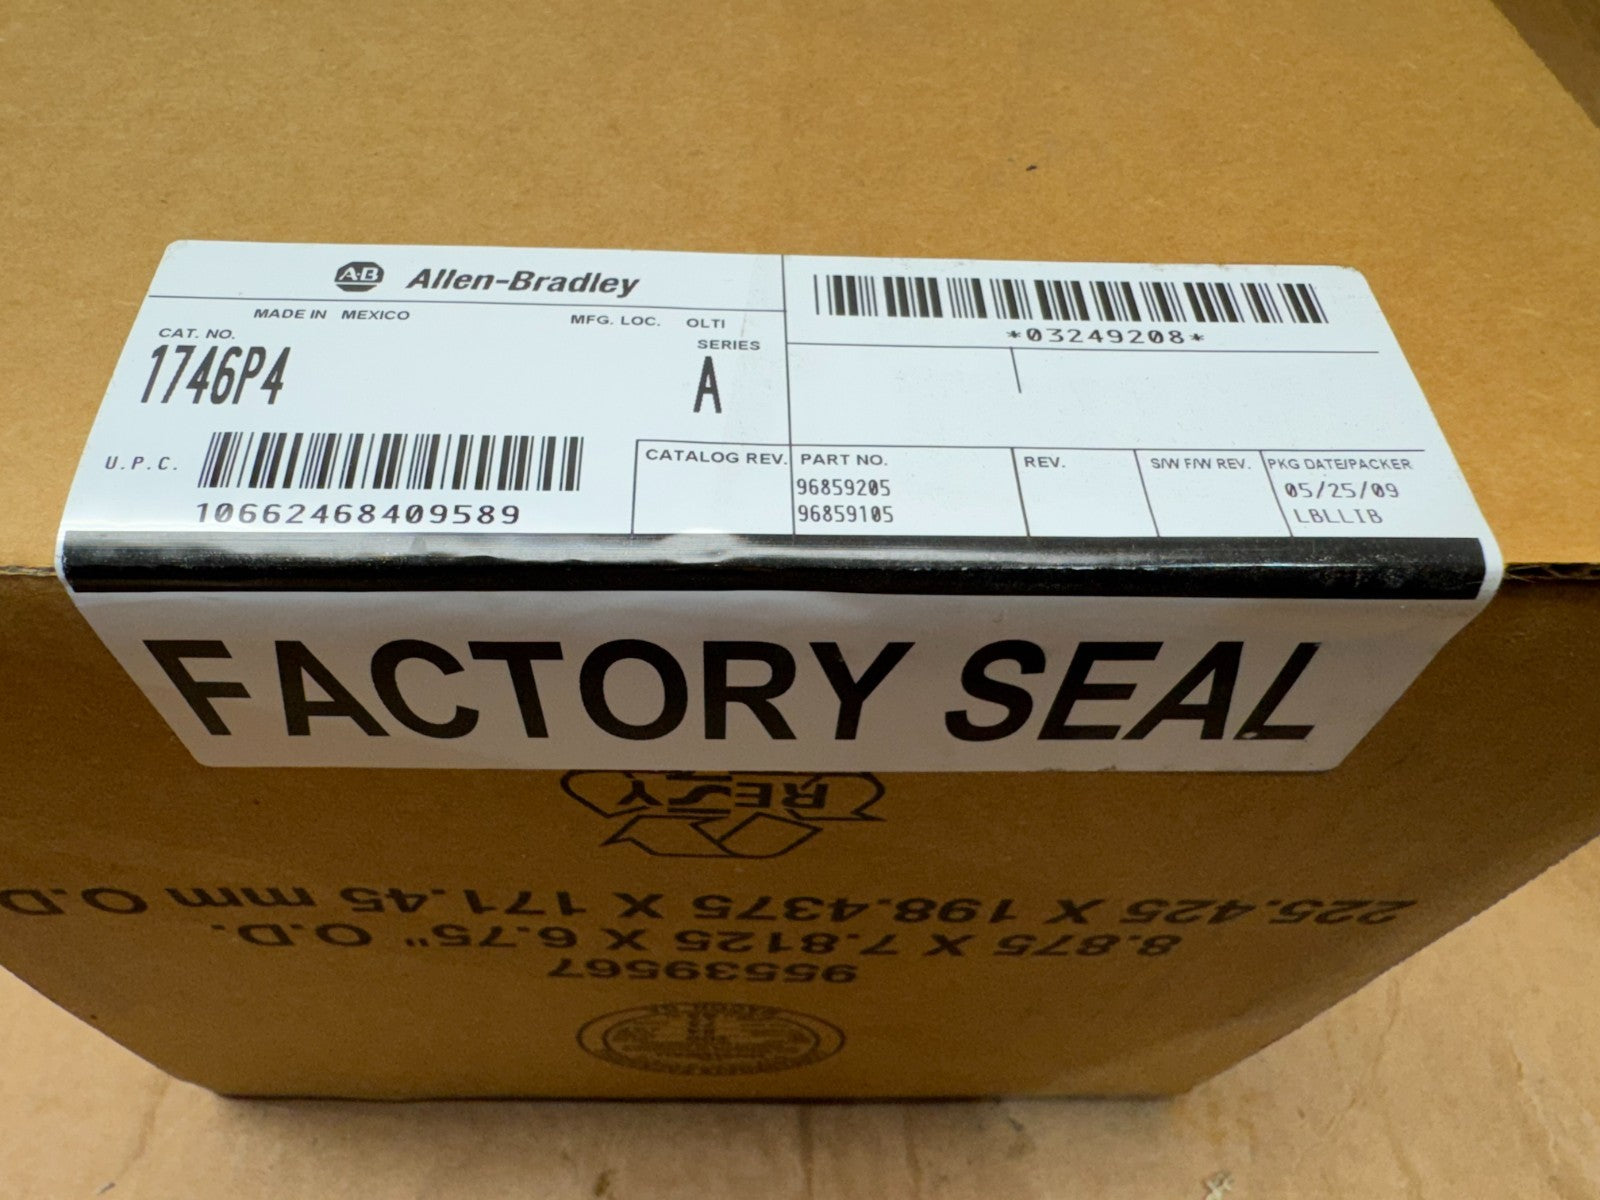 A-B Allen-Bradley
MADE IN MEXICO MFG. LOC. OLTI
CAT. NO. SERIES
1746P4 A
U.P.C.
10662468409589
*03249208*
CATALOG REV. PART NO. REV. S/W F/W REV. PKG DATE/PACKER
96859205 05/25/09
96859105 LBLLIB
FACTORY SEAL
RESY
225.425 X 198.4375 X 171.45 mm O.D.
8.875 X 7.8125 X 6.75" O.D.
95539567